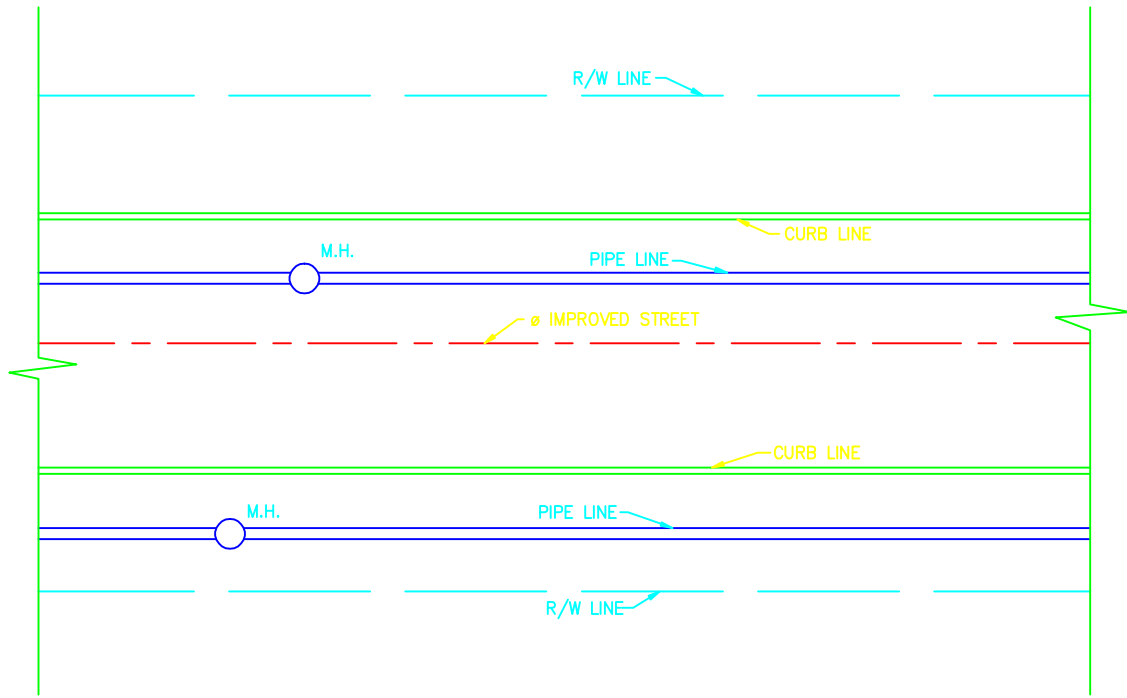 R/W LINE
CURB LINE
M.H.
PIPE LINE
ø IMPROVED STREET
CURB LINE
M.H.
PIPE LINE
R/W LINE